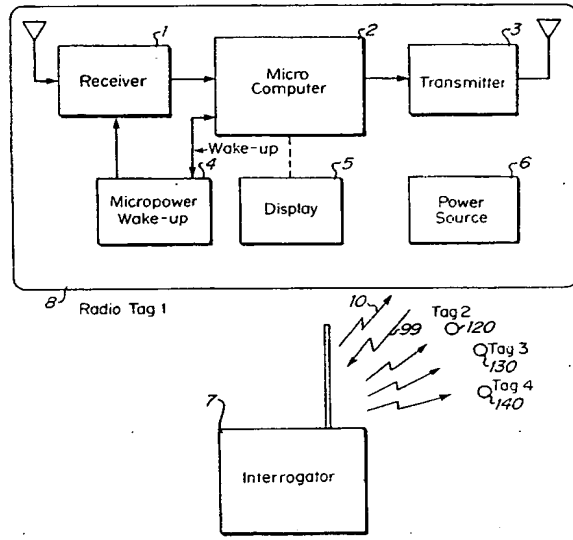 1
2
3
Receiver
Micro
Computer
Transmitter
Wake-up
4
5
6
Micropower
Wake-up
Display
Power
Source
8
Radio Tag 1
10
99
Tag 2
120
Tag 3
130
Tag 4
140
7
Interrogator